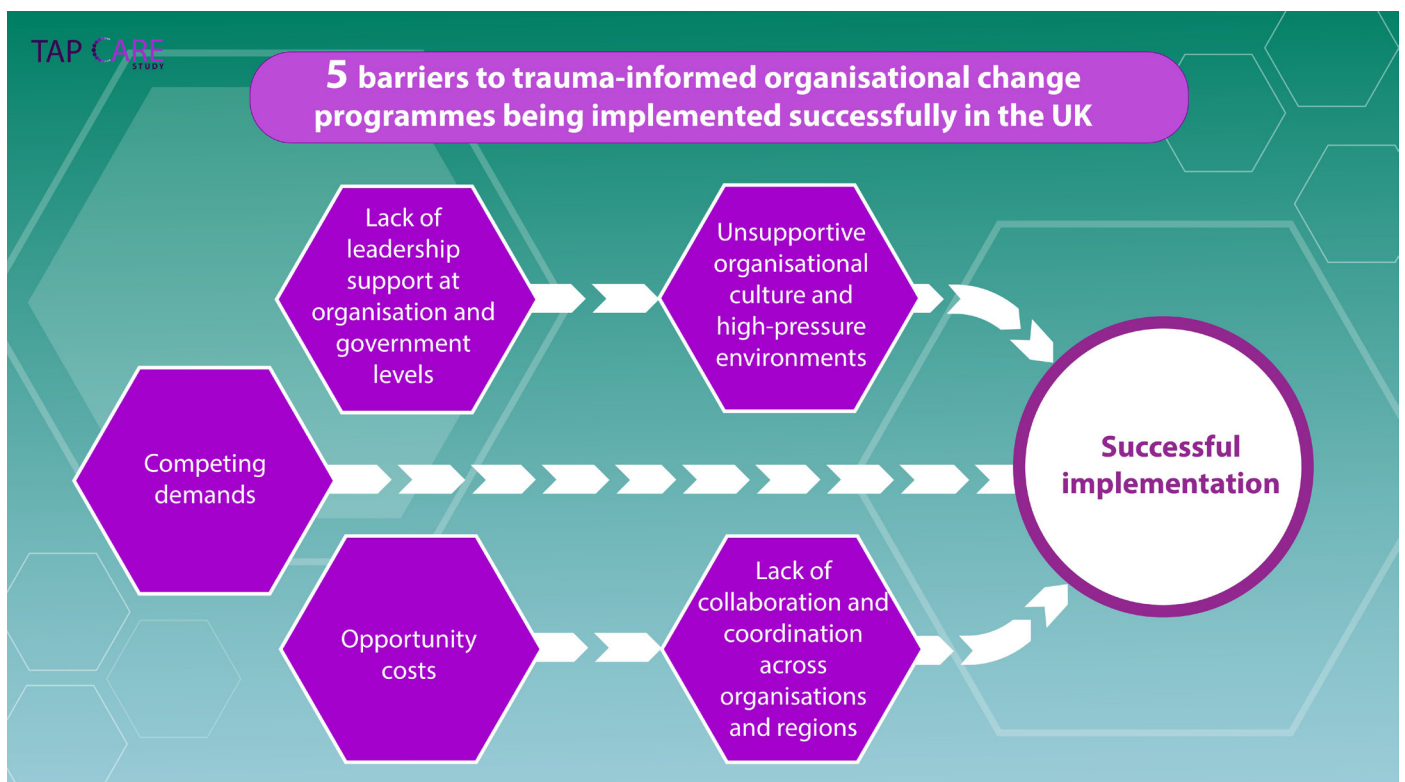 TAP CARE
STUDY
5 barriers to trauma-informed organisational change
programmes being implemented successfully in the UK
Lack of
leadership
support at
organisation and
government
levels
Unsupportive
organisational
culture and
high-pressure
environments
Competing
demands
Successful
implementation
Opportunity
costs
Lack of
collaboration and
coordination
across
organisations
and regions